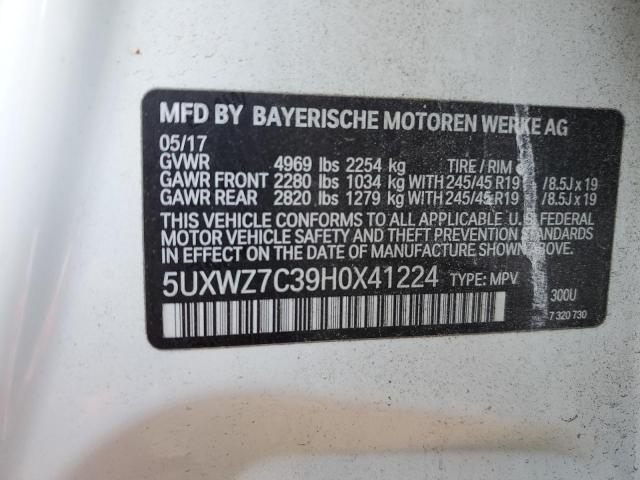 MFD BY BAYERISCHE MOTOREN WERKE AG
05/17
GVWR 4969 lbs 2254 kg TIRE / RIM
GAWR FRONT 2280 lbs 1034 kg WITH 245/45 R19 / 8.5J x 19
GAWR REAR 2820 lbs 1279 kg WITH 245/45 R19 / 8.5J x 19
THIS VEHICLE CONFORMS TO ALL APPLICABLE U.S. FEDERAL
MOTOR VEHICLE SAFETY AND THEFT PREVENTION STANDARDS
IN EFFECT ON THE DATE OF MANUFACTURE SHOWN ABOVE.
5UXWZ7C39H0X41224 TYPE: MPV
300U
7 320 730